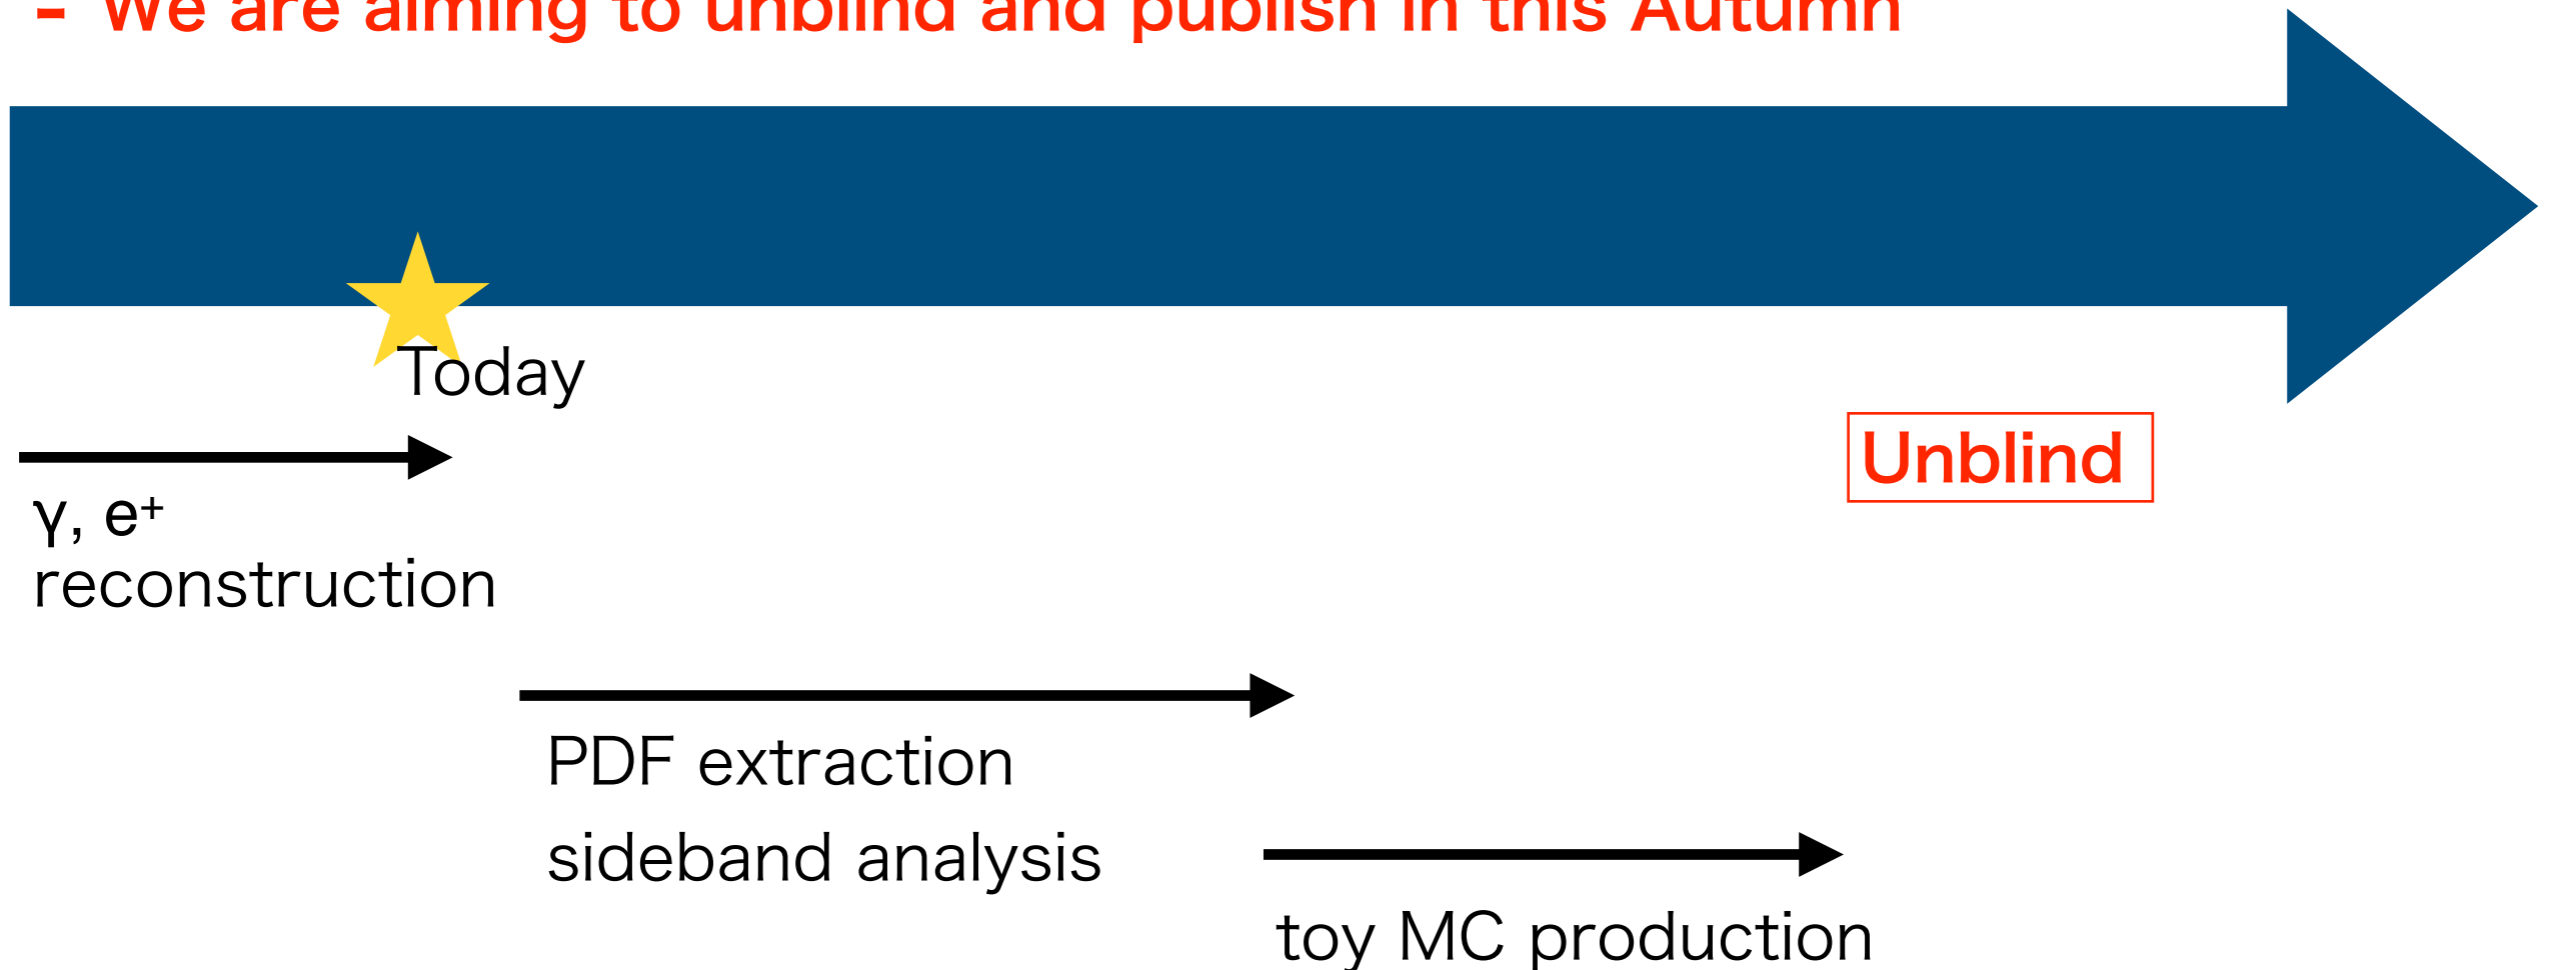 - We are aiming to unblind and publish in this Autumn
Today
Unblind
γ, e⁺
reconstruction
PDF extraction
sideband analysis
toy MC production